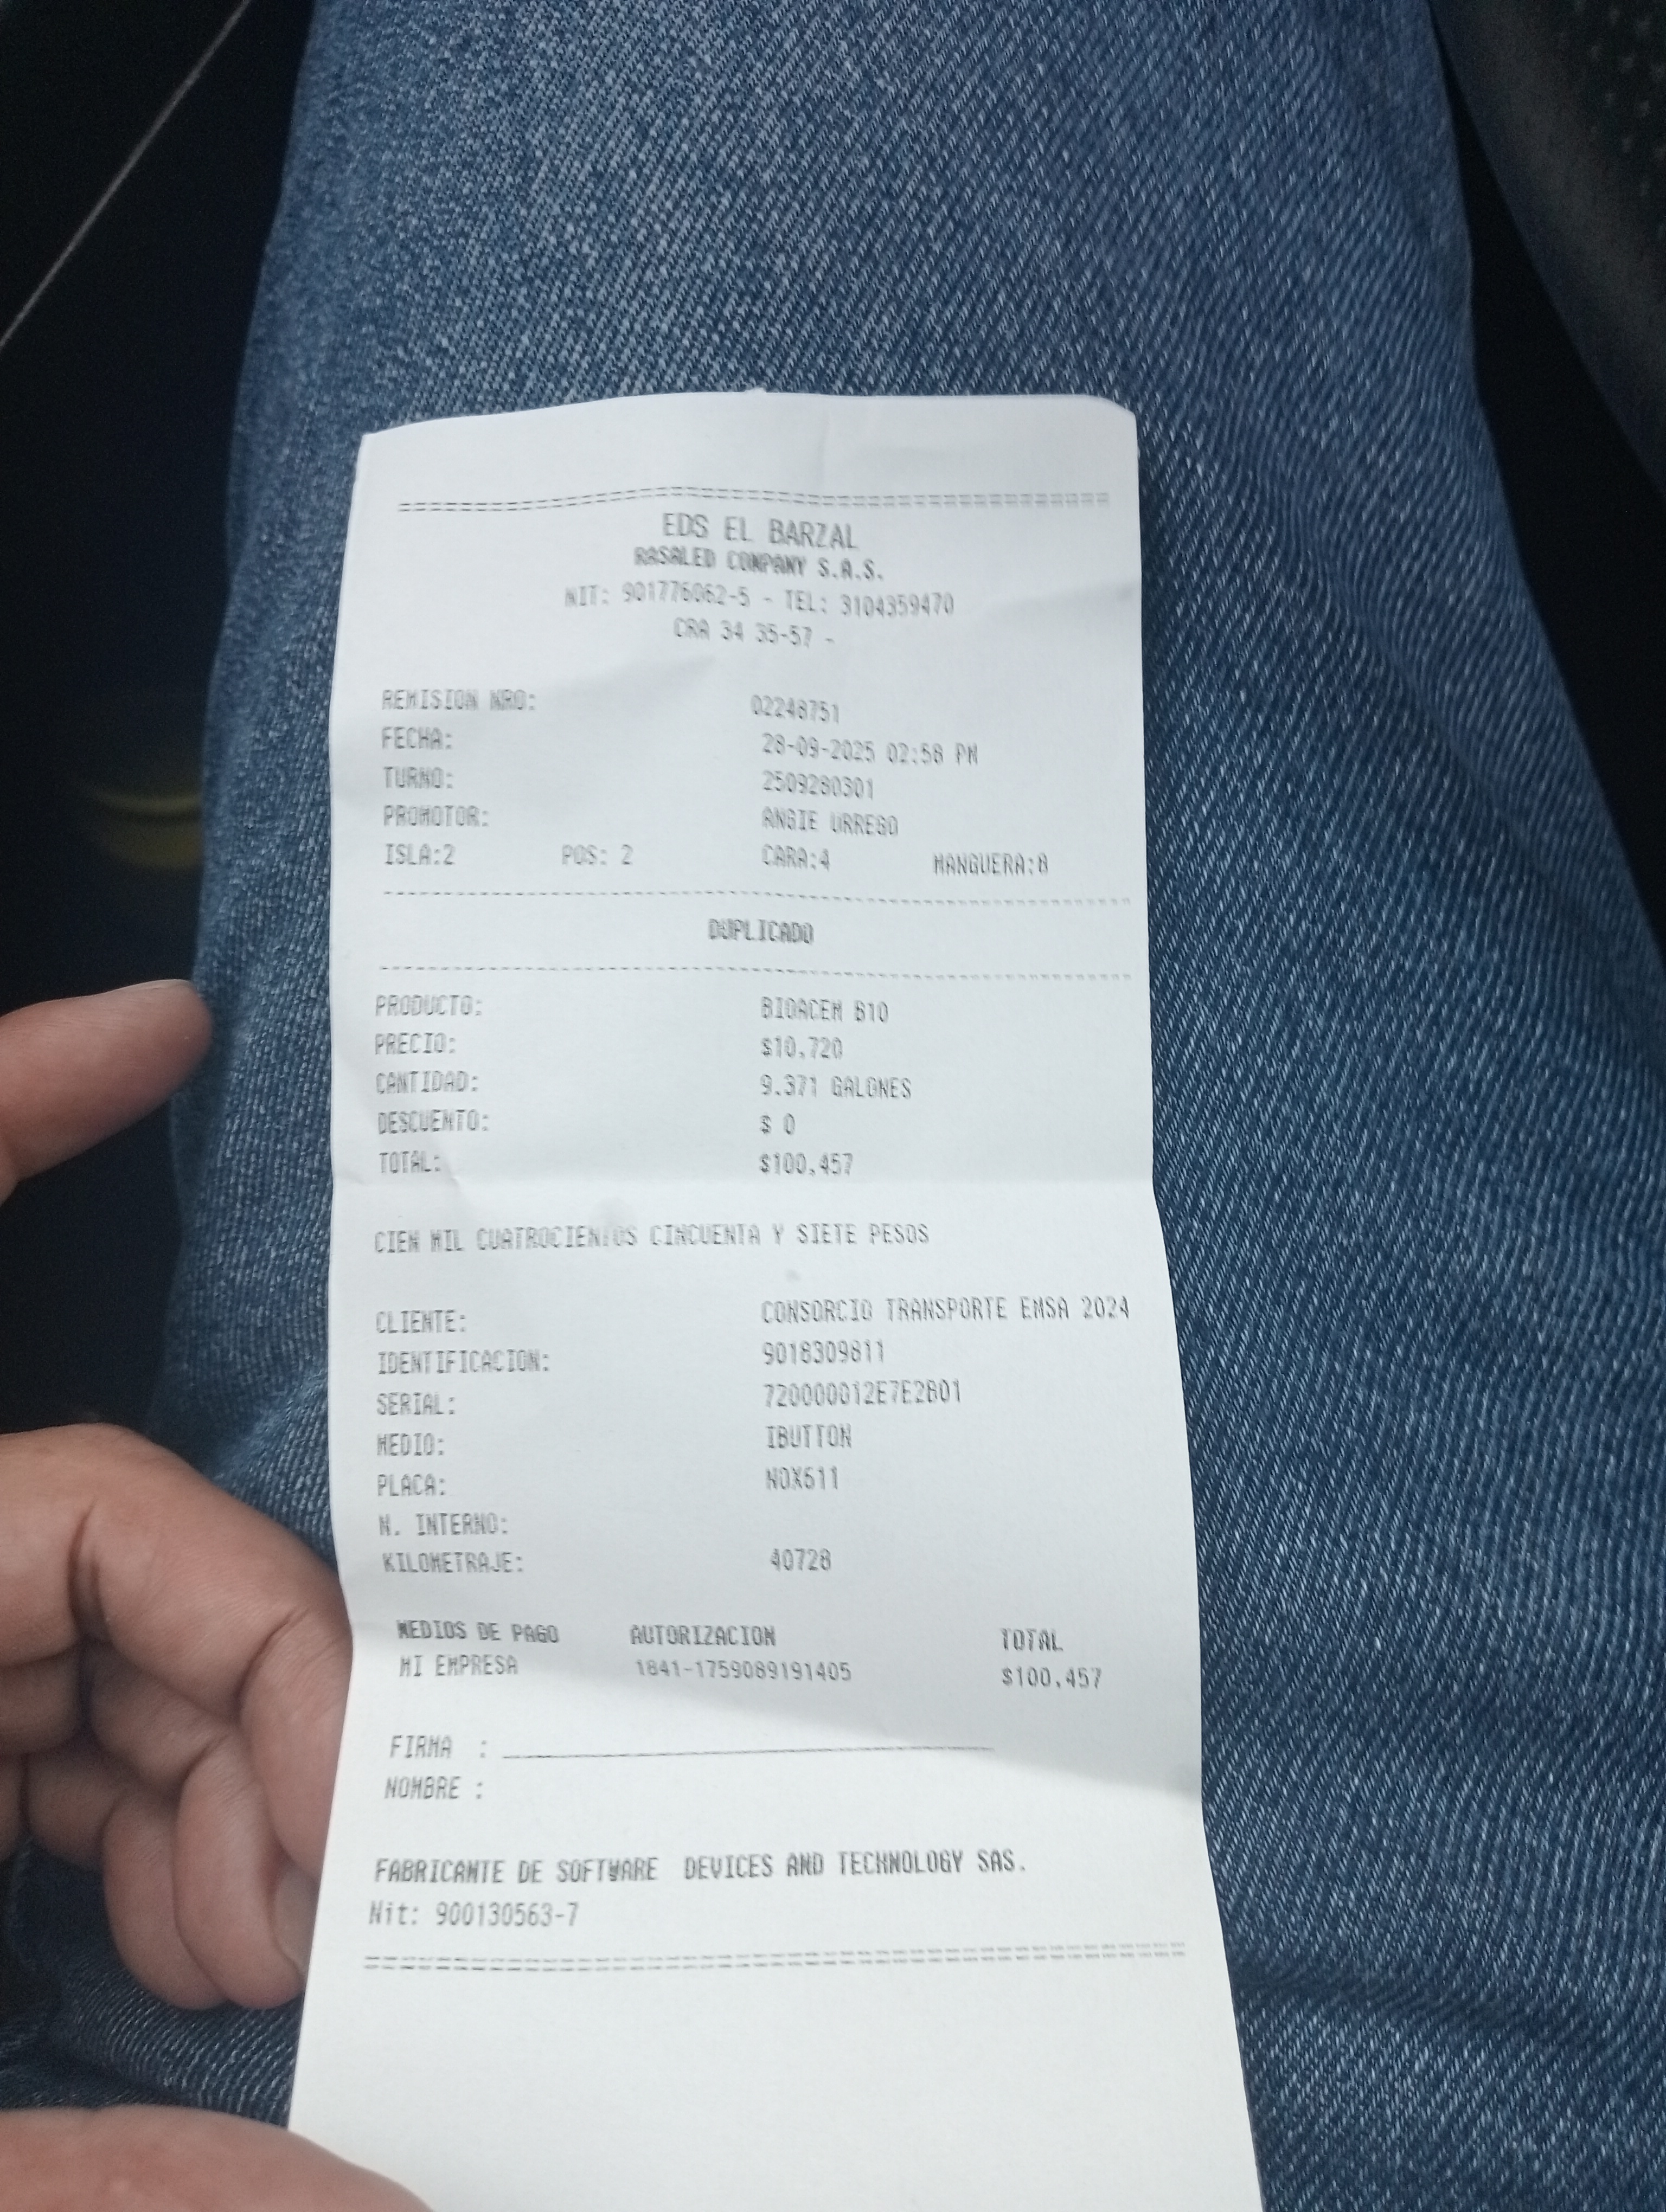 EDS EL BARZAL
RASALED COMPANY S.A.S.
NIT: 901776062-5 - TEL: 3104359470
CRA 34 35-57 -
REMISION NRO: 02248751
FECHA: 28-09-2025 02:58 PM
TURNO: 2509280301
PROMOTOR: ANGIE URREGO
ISLA:2 POS: 2 CARA:4 MANGUERA:8
DUPLICADO
PRODUCTO: BIOACEM B10
PRECIO: $10,720
CANTIDAD: 9.371 GALONES
DESCUENTO: $ 0
TOTAL: $100,457
CIEN MIL CUATROCIENTOS CINCUENTA Y SIETE PESOS
CLIENTE: CONSORCIO TRANSPORTE EMSA 2024
IDENTIFICACION: 9018309811
SERIAL: 720000012E7E2B01
MEDIO: IBUTTON
PLACA: NOX611
N. INTERNO:
KILOMETRAJE: 40728
MEDIOS DE PAGO AUTORIZACION TOTAL
MI EMPRESA 1841-1759089191405 $100,457
FIRMA :
NOMBRE :
FABRICANTE DE SOFTWARE DEVICES AND TECHNOLOGY SAS.
Nit: 900130563-7